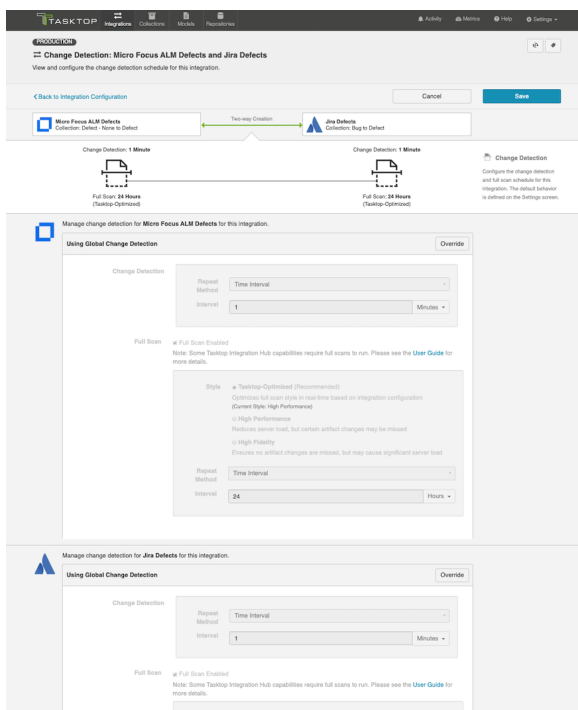 TASKTOP
Integrations
Collections
Models
Repositories
Activity
Metrics
Help
Settings
PRODUCTION
Change Detection: Micro Focus ALM Defects and Jira Defects
View and configure the change detection schedule for this integration.
Back to Integration Configuration
Cancel
Save
Micro Focus ALM Defects
Collection: Defect - None to Defect
Two-way Creation
Jira Defects
Collection: Bug to Defect
Change Detection: 1 Minute
Full Scan: 24 Hours
(Tasktop-Optimized)
Change Detection: 1 Minute
Full Scan: 24 Hours
(Tasktop-Optimized)
Change Detection
Configure the change detection
and full scan schedule for this
integration. The default behavior
is defined on the Settings screen.
Manage change detection for Micro Focus ALM Defects for this integration.
Using Global Change Detection
Override
Change Detection
Repeat
Method
Time Interval
Interval
1
Minutes
Full Scan
Full Scan Enabled
Note: Some Tasktop Integration Hub capabilities require full scans to run. Please see the User Guide for
more details.
Style
Tasktop-Optimised (Recommended)
Optimizes full scan style in real-time based on integration configuration
(Current Style: High Performance)
High Performance
Reduces server load, but certain artifact changes may be missed
High Fidelity
Ensures no artifact changes are missed, but may cause significant server load
Repeat
Method
Time Interval
Interval
24
Hours
Manage change detection for Jira Defects for this integration.
Using Global Change Detection
Override
Change Detection
Repeat
Method
Time Interval
Interval
1
Minutes
Full Scan
Full Scan Enabled
Note: Some Tasktop Integration Hub capabilities require full scans to run. Please see the User Guide for
more details.